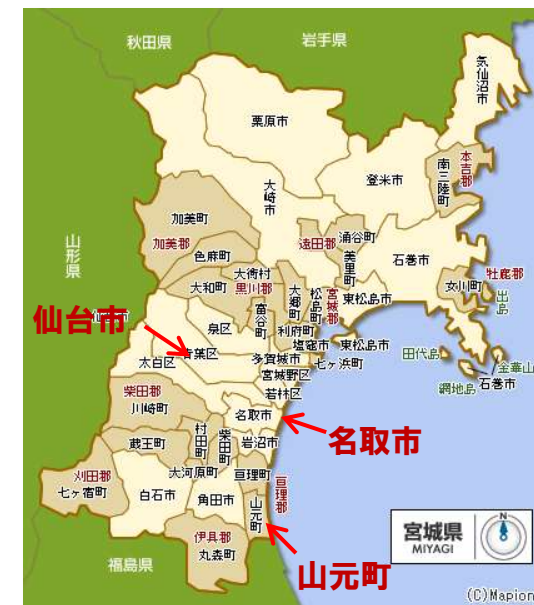 秋田県
岩手県
気仙沼市
栗原市
本吉郡
南三陸町
登米市
大崎市
加美町
加美郡
色麻町
遠田郡
涌谷町
美里町
石巻市
山形県
大衡村
大和町
黒川郡
富谷町
大郷町
松島町
宮城郡
東松島市
女川町
牡鹿郡
出島
仙台市
泉区
利府町
塩竈市
東松島市
青葉区
太白区
多賀城市
七ヶ浜町
宮城野区
若林区
田代島
網地島
金華山
石巻市
柴田郡
川崎町
名取市
名取市
村田町
柴田町
岩沼市
蔵王町
大河原町
亘理町
亘理郡
刈田郡
七ヶ宿町
白石市
角田市
山元町
山元町
伊具郡
丸森町
福島県
宮城県
MIYAGI
(C)Mapion